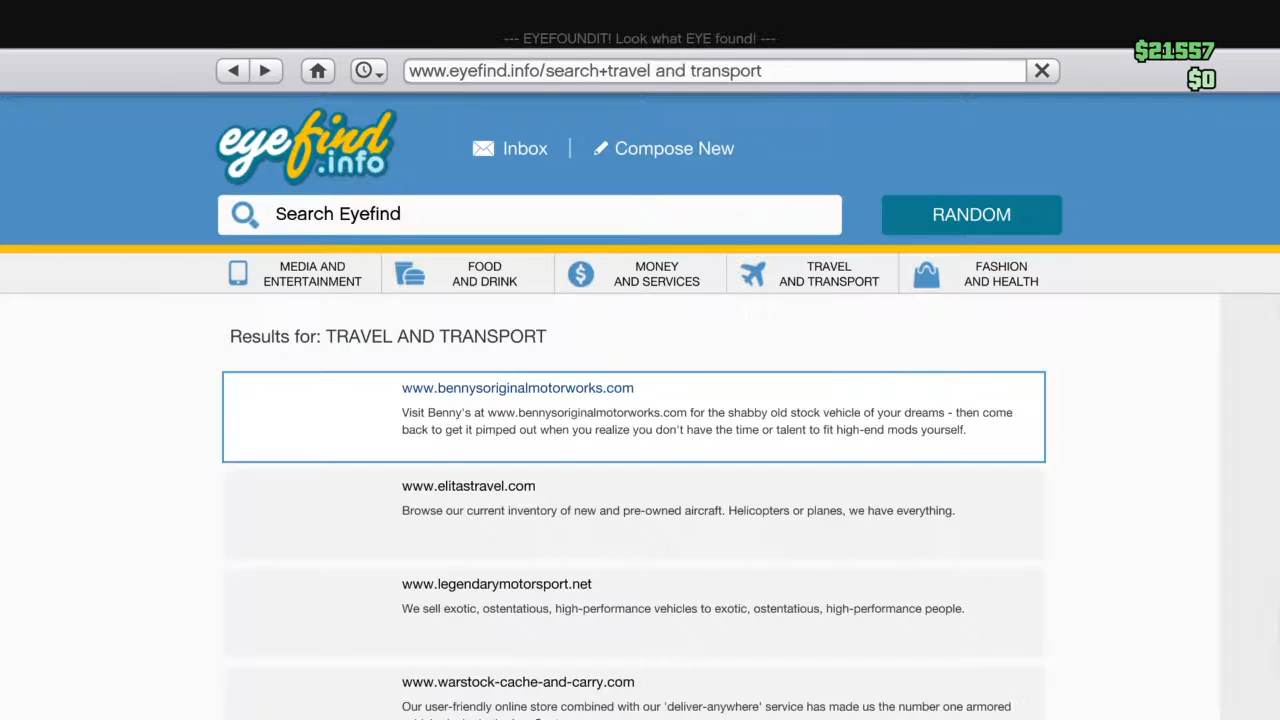 --- EYEFOUNDIT! Look what EYE found! ---
$21557
www.eyefind.info/search+travel and transport
$0
eyefind
.info
Inbox
Compose New
Search Eyefind
RANDOM
MEDIA AND
ENTERTAINMENT
FOOD
AND DRINK
MONEY
AND SERVICES
TRAVEL
AND TRANSPORT
FASHION
AND HEALTH
Results for: TRAVEL AND TRANSPORT
www.bennysoriginalmotorworks.com
Visit Benny's at www.bennysoriginalmotorworks.com for the shabby old stock vehicle of your dreams - then come
back to get it pimped out when you realize you don't have the time or talent to fit high-end mods yourself.
www.elitastravel.com
Browse our current inventory of new and pre-owned aircraft. Helicopters or planes, we have everything.
www.legendarymotorsport.net
We sell exotic, ostentatious, high-performance vehicles to exotic, ostentatious, high-performance people.
www.warstock-cache-and-carry.com
Our user-friendly online store combined with our 'deliver-anywhere' service has made us the number one armored